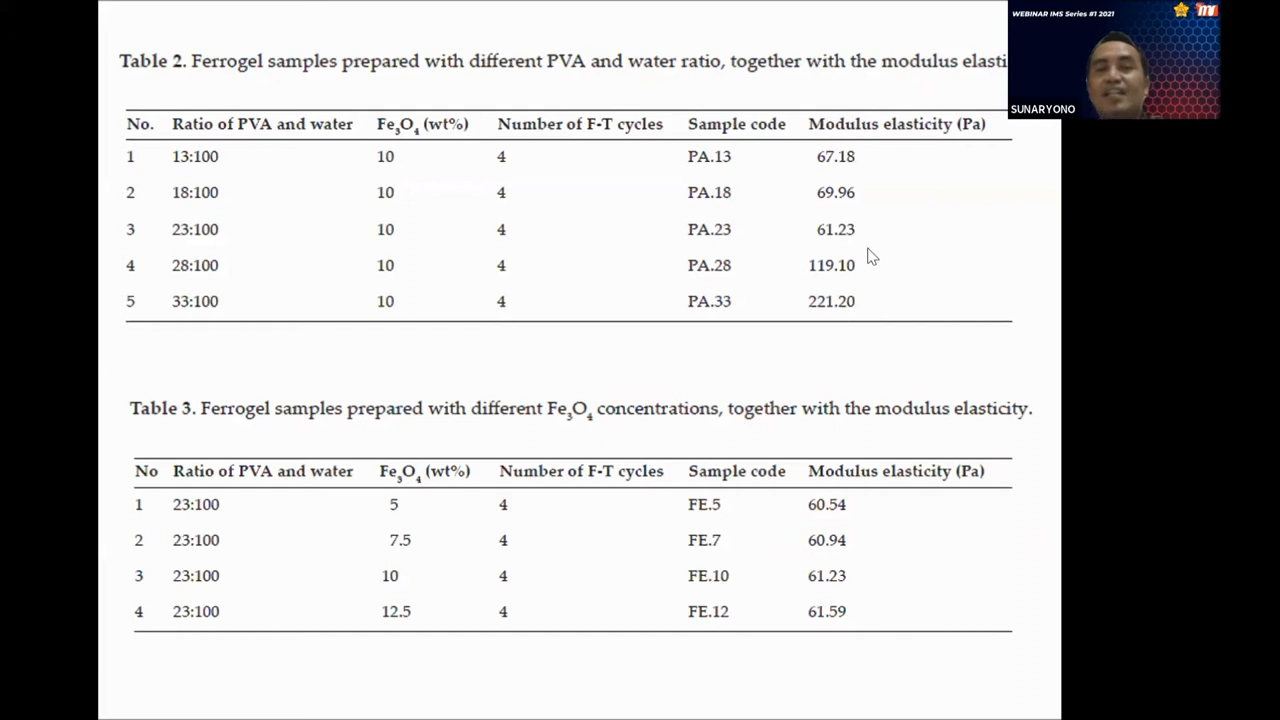 WEBINAR IMS Series #1 2021
SUNARYONO
Table 2. Ferrogel samples prepared with different PVA and water ratio, together with the modulus elasti
No. Ratio of PVA and water Fe₃O₄ (wt%) Number of F-T cycles Sample code Modulus elasticity (Pa)
1 13:100 10 4 PA.13 67.18
2 18:100 10 4 PA.18 69.96
3 23:100 10 4 PA.23 61.23
4 28:100 10 4 PA.28 119.10
5 33:100 10 4 PA.33 221.20
Table 3. Ferrogel samples prepared with different Fe₃O₄ concentrations, together with the modulus elasticity.
No Ratio of PVA and water Fe₃O₄ (wt%) Number of F-T cycles Sample code Modulus elasticity (Pa)
1 23:100 5 4 FE.5 60.54
2 23:100 7.5 4 FE.7 60.94
3 23:100 10 4 FE.10 61.23
4 23:100 12.5 4 FE.12 61.59